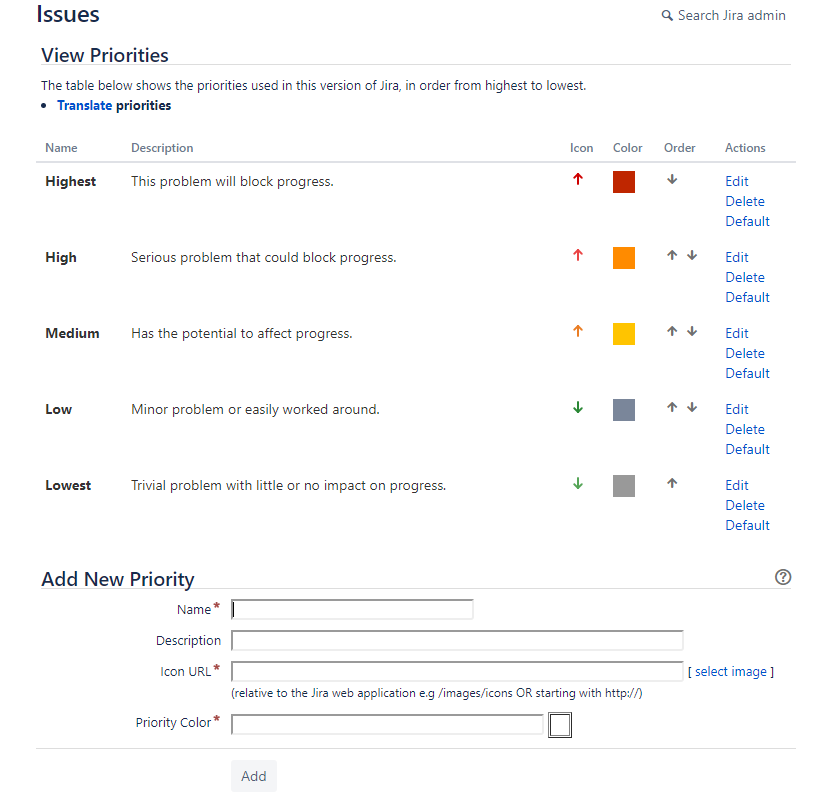 Issues
Search Jira admin
View Priorities
The table below shows the priorities used in this version of Jira, in order from highest to lowest.
• Translate priorities
Name Description Icon Color Order Actions
Highest This problem will block progress. Edit
Delete
Default
High Serious problem that could block progress. Edit
Delete
Default
Medium Has the potential to affect progress. Edit
Delete
Default
Low Minor problem or easily worked around. Edit
Delete
Default
Lowest Trivial problem with little or no impact on progress. Edit
Delete
Default
Add New Priority
Name*
Description
Icon URL* [ select image ]
(relative to the Jira web application e.g /images/icons OR starting with http://)
Priority Color*
Add